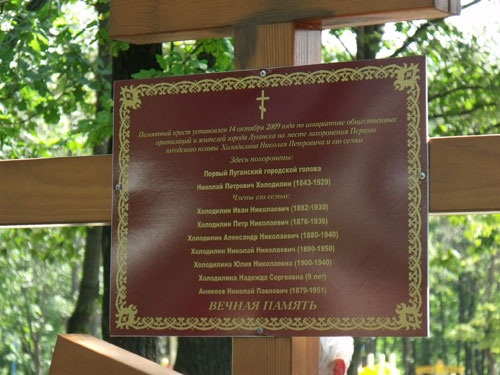 Памятный крест установлен 14 октября 2009 года по инициативе общественных
организаций и жителей города Луганска на месте захоронения Первого
городского головы Холодилина Николая Петровича и его семьи
Здесь похоронены:
Первый Луганский городской голова
Николай Петрович Холодилин (1843-1929)
Члены его семьи:
Холодилин Иван Николаевич (1862-1930)
Холодилин Петр Николаевич (1876-1936)
Холодилин Александр Николаевич (1880-1940)
Холодилин Николай Николаевич (1890-1950)
Холодилина Юлия Николаевна (1900-1940)
Холодилина Надежда Сергеевна (9 лет)
Аникеев Николай Павлович (1879-1951)
ВЕЧНАЯ ПАМЯТЬ